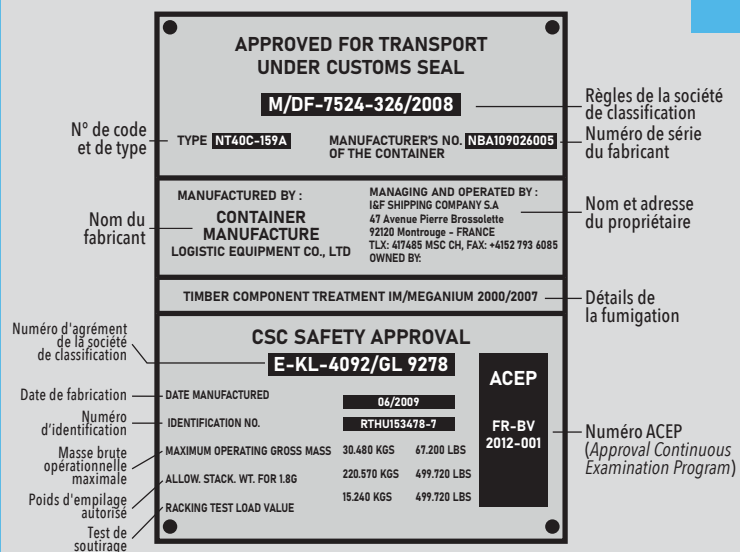 APPROVED FOR TRANSPORT
UNDER CUSTOMS SEAL
M/DF-7524-326/2008
Règles de la société
de classification
N° de code
et de type
TYPE NT40C-159A
MANUFACTURER'S NO. NBA109026005
OF THE CONTAINER
Numéro de série
du fabricant
Nom du
fabricant
MANUFACTURED BY :
CONTAINER
MANUFACTURE
LOGISTIC EQUIPMENT CO., LTD
MANAGING AND OPERATED BY :
I&F SHIPPING COMPANY S.A
47 Avenue Pierre Brossolette
92120 Montrouge - FRANCE
TLX: 417485 MSC CH, FAX: +4152 793 6085
OWNED BY:
Nom et adresse
du propriétaire
TIMBER COMPONENT TREATMENT IM/MEGANIUM 2000/2007
Détails de
la fumigation
CSC SAFETY APPROVAL
Numéro d'agrément
de la société
de classification
E-KL-4092/GL 9278
Date de fabrication
DATE MANUFACTURED 06/2009
Numéro
d'identification
IDENTIFICATION NO. RTHU153478-7
Masse brute
opérationnelle
maximale
MAXIMUM OPERATING GROSS MASS 30.480 KGS 67.200 LBS
Poids d'empilage
autorisé
ALLOW. STACK. WT. FOR 1.8G 220.570 KGS 499.720 LBS
Test de
soutirage
RACKING TEST LOAD VALUE 15.240 KGS 499.720 LBS
ACEP
FR-BV
2012-001
Numéro ACEP
(Approval Continuous
Examination Program)